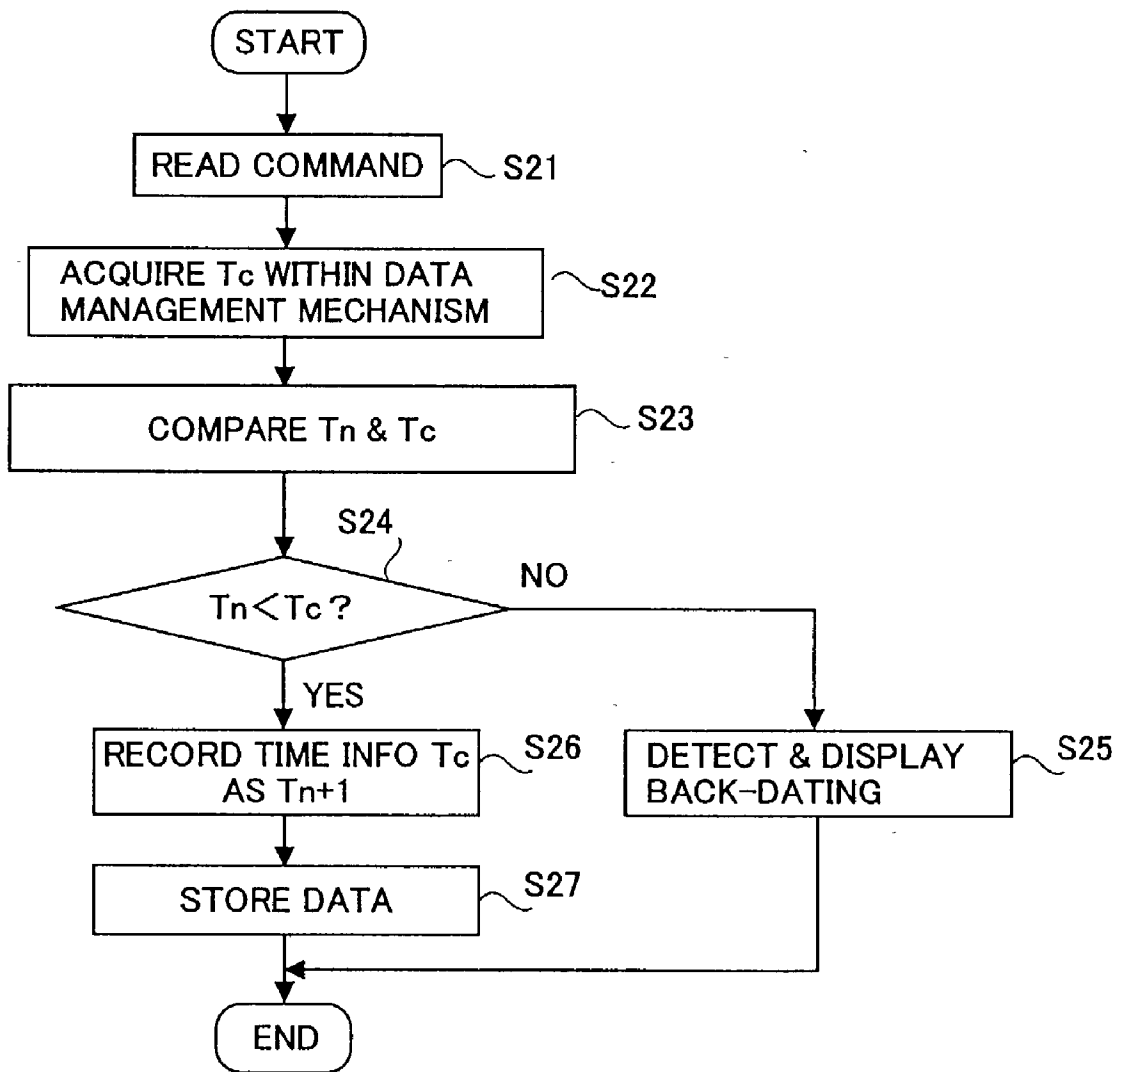 START
READ COMMAND
S21
ACQUIRE Tc WITHIN DATA
MANAGEMENT MECHANISM
S22
COMPARE Tn & Tc
S23
S24
Tn<Tc?
NO
YES
RECORD TIME INFO Tc
AS Tn+1
S26
DETECT & DISPLAY
BACK-DATING
S25
STORE DATA
S27
END